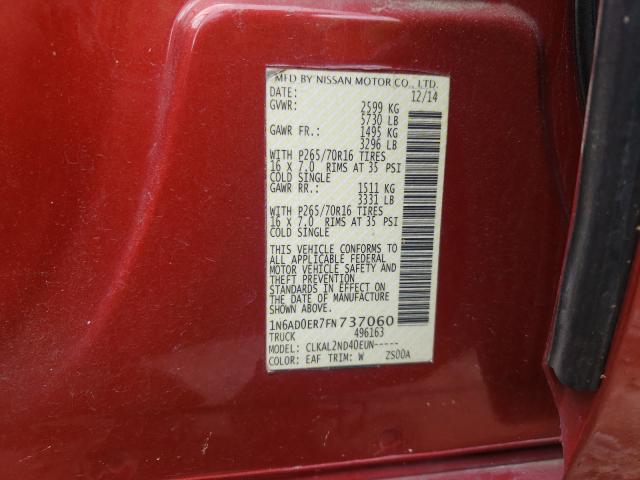 MFD BY NISSAN MOTOR CO., LTD.
DATE: 12/14
GVWR: 2599 KG
5730 LB
GAWR FR.: 1495 KG
3296 LB
WITH P265/70R16 TIRES
16 X 7.0 RIMS AT 35 PSI
COLD SINGLE
GAWR RR.: 1511 KG
3331 LB
WITH P265/70R16 TIRES
16 X 7.0 RIMS AT 35 PSI
COLD SINGLE
THIS VEHICLE CONFORMS TO
ALL APPLICABLE FEDERAL
MOTOR VEHICLE SAFETY AND
THEFT PREVENTION
STANDARDS IN EFFECT ON
THE DATE OF MANUFACTURE
SHOWN ABOVE.
1N6AD0ER7FN737060
TRUCK 496163
MODEL: CLKAL2ND40EUN-----
COLOR: EAF TRIM: W ZS00A